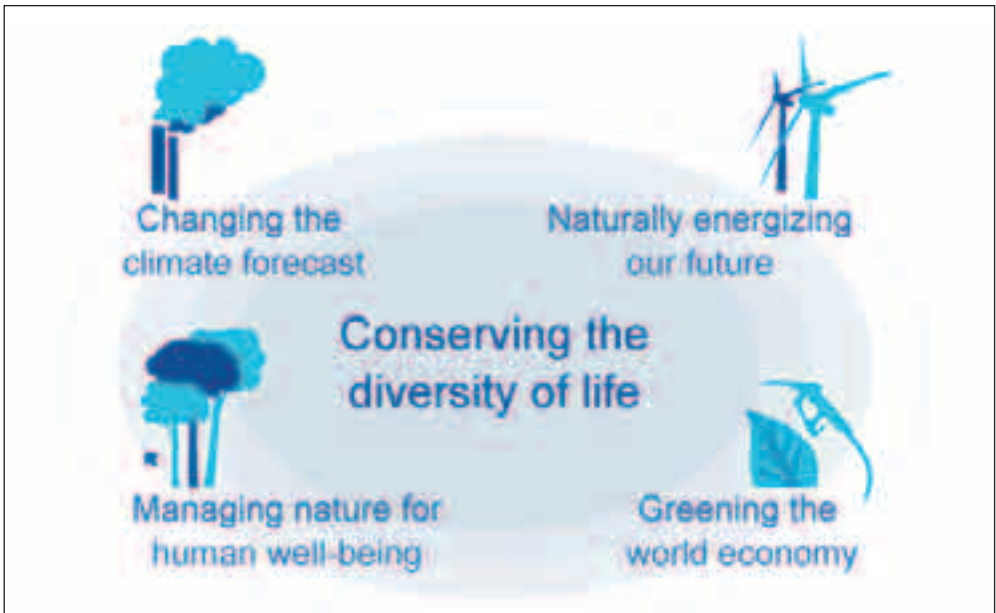 Changing the
climate forecast
Naturally energizing
our future
Conserving the
diversity of life
Managing nature for
human well-being
Greening the
world economy